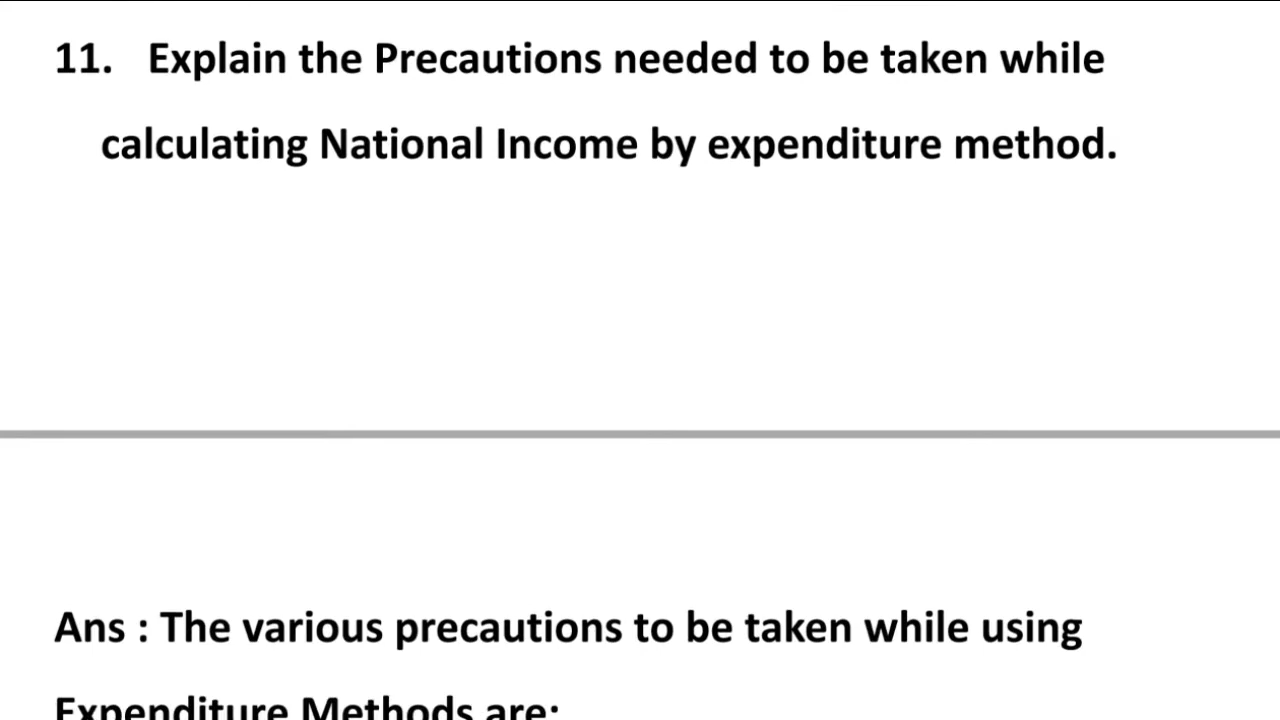 11. Explain the Precautions needed to be taken while
calculating National Income by expenditure method.
Ans : The various precautions to be taken while using
Expenditure Methods are: